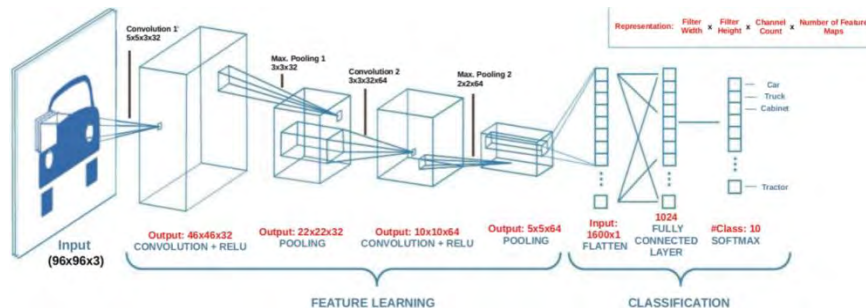 Representation: Filter Width x Filter Height x Channel Count x Number of Feature Maps
Convolution 1
5x5x3x32
Max. Pooling 1
3x3x32
Convolution 2
3x3x32x64
Max. Pooling 2
2x2x64
Car
Truck
Cabinet
Tractor
Input
(96x96x3)
Output: 46x46x32
CONVOLUTION + RELU
Output: 22x22x32
POOLING
Output: 10x10x64
CONVOLUTION + RELU
Output: 5x5x64
POOLING
Input:
1600x1
FLATTEN
1024
FULLY
CONNECTED
LAYER
#Class: 10
SOFTMAX
FEATURE LEARNING
CLASSIFICATION